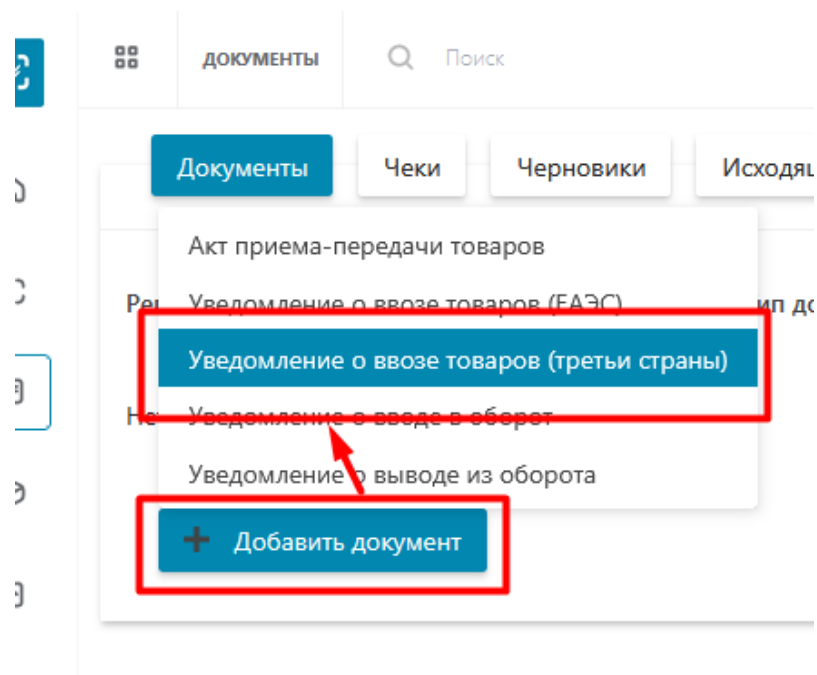 ДОКУМЕНТЫ Поиск
Документы Чеки Черновики Исходящ
Акт приема-передачи товаров
Уведомление о ввозе товаров (ЕАЭС)
Уведомление о ввозе товаров (третьи страны)
Уведомление о вводе в оборот
Уведомление о выводе из оборота
Добавить документ